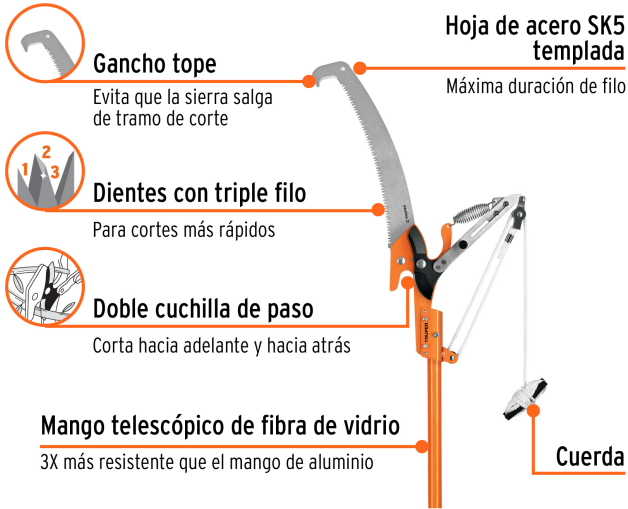 Hoja de acero SK5
templada
Máxima duración de filo
Gancho tope
Evita que la sierra salga
de tramo de corte
1
2
3
Dientes con triple filo
Para cortes más rápidos
Doble cuchilla de paso
Corta hacia adelante y hacia atrás
TRUPER
Mango telescópico de fibra de vidrio
3X más resistente que el mango de aluminio
Cuerda